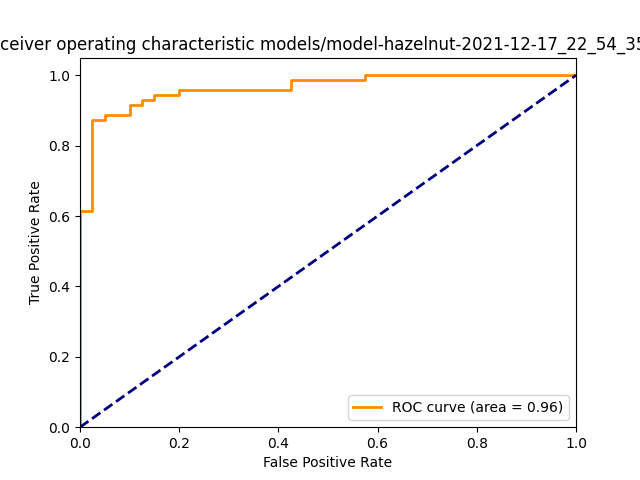 ceiver operating characteristic models/model-hazelnut-2021-12-17_22_54_35
1.0
0.8
0.6
0.4
0.2
0.0
True Positive Rate
ROC curve (area = 0.96)
0.0 0.2 0.4 0.6 0.8 1.0
False Positive Rate